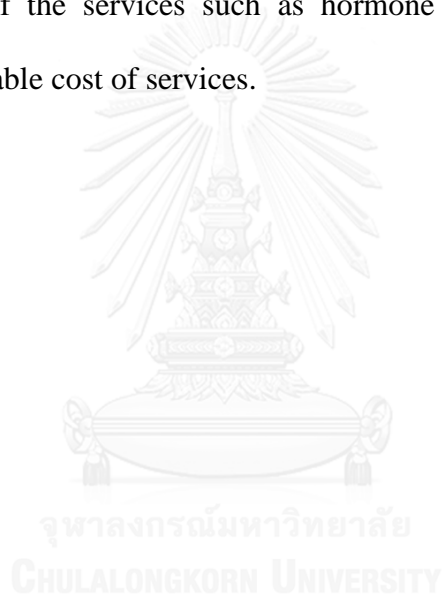 f the services such as hormone
able cost of services.
จุฬาลงกรณ์มหาวิทยาลัย
CHULALONGKORN UNIVERSITY